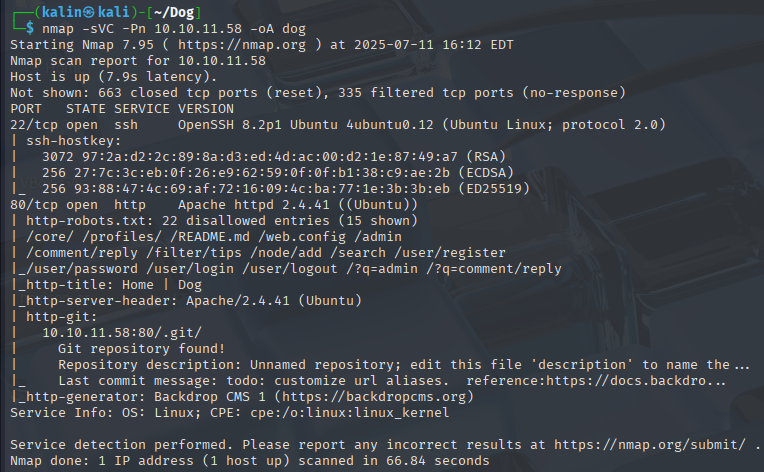 ┌──(kalin㉿kali)-[~/Dog]
└─$ nmap -sVC -Pn 10.10.11.58 -oA dog
Starting Nmap 7.95 ( https://nmap.org ) at 2025-07-11 16:12 EDT
Nmap scan report for 10.10.11.58
Host is up (7.9s latency).
Not shown: 663 closed tcp ports (reset), 335 filtered tcp ports (no-response)
PORT   STATE SERVICE VERSION
22/tcp open  ssh     OpenSSH 8.2p1 Ubuntu 4ubuntu0.12 (Ubuntu Linux; protocol 2.0)
| ssh-hostkey:
|   3072 97:2a:d2:2c:89:8a:d3:ed:4d:ac:00:d2:1e:87:49:a7 (RSA)
|   256 27:7c:3c:eb:0f:26:e9:62:59:0f:0f:b1:38:c9:ae:2b (ECDSA)
|_  256 93:88:47:4c:69:af:72:16:09:4c:ba:77:1e:3b:3b:eb (ED25519)
80/tcp open  http    Apache httpd 2.4.41 ((Ubuntu))
| http-robots.txt: 22 disallowed entries (15 shown)
| /core/ /profiles/ /README.md /web.config /admin
| /comment/reply /filter/tips /node/add /search /user/register
|_/user/password /user/login /user/logout /?q=admin /?q=comment/reply
|_http-title: Home | Dog
|_http-server-header: Apache/2.4.41 (Ubuntu)
| http-git:
|   10.10.11.58:80/.git/
|     Git repository found!
|     Repository description: Unnamed repository; edit this file 'description' to name the...
|_    Last commit message: todo: customize url aliases.  reference:https://docs.backdro...
|_http-generator: Backdrop CMS 1 (https://backdropcms.org)
Service Info: OS: Linux; CPE: cpe:/o:linux:linux_kernel

Service detection performed. Please report any incorrect results at https://nmap.org/submit/ .
Nmap done: 1 IP address (1 host up) scanned in 66.84 seconds